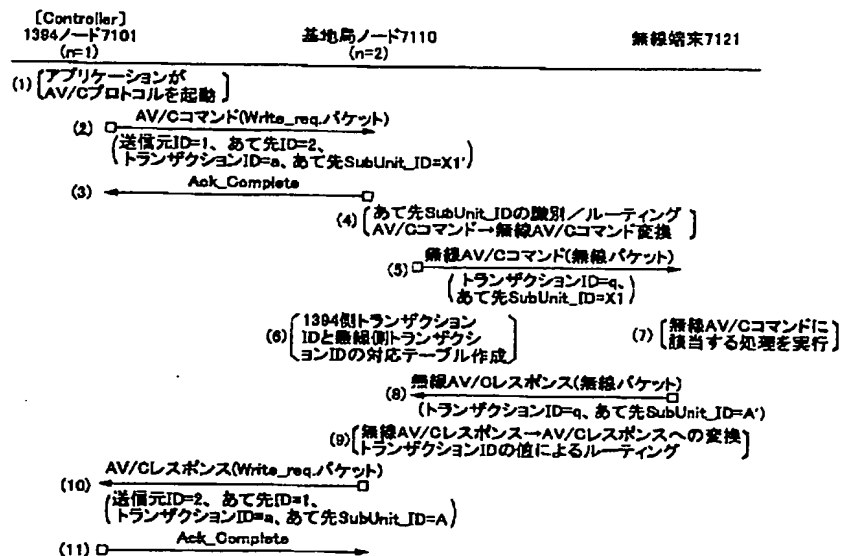 [Controller]
1394ノード7101
(n=1)
基地局ノード7110
(n=2)
無線端末7121
(1) アプリケーションが
AV/Cプロトコルを起動
(2) AV/Cコマンド(Write_req.パケット)
(送信元ID=1、あて先ID=2、
トランザクションID=a、あて先SubUnit_ID=X1')
(3) Ack_Complete
(4) あて先SubUnit_IDの識別/ルーティング
AV/Cコマンド→無線AV/Cコマンド変換
(5) 無線AV/Cコマンド(無線パケット)
(トランザクションID=q、
あて先SubUnit_ID=X1)
(6) 1394側トランザクション
IDと無線側トランザクシ
ョンIDの対応テーブル作成
(7) 無線AV/Cコマンドに
該当する処理を実行
(8) 無線AV/Cレスポンス(無線パケット)
(トランザクションID=q、あて先SubUnit_ID=A')
(9) 無線AV/Cレスポンス→AV/Cレスポンスへの変換
トランザクションIDの値によるルーティング
(10) AV/Cレスポンス(Write_req.パケット)
(送信元ID=2、あて先ID=1、
トランザクションID=a、あて先SubUnit_ID=A)
(11) Ack_Complete